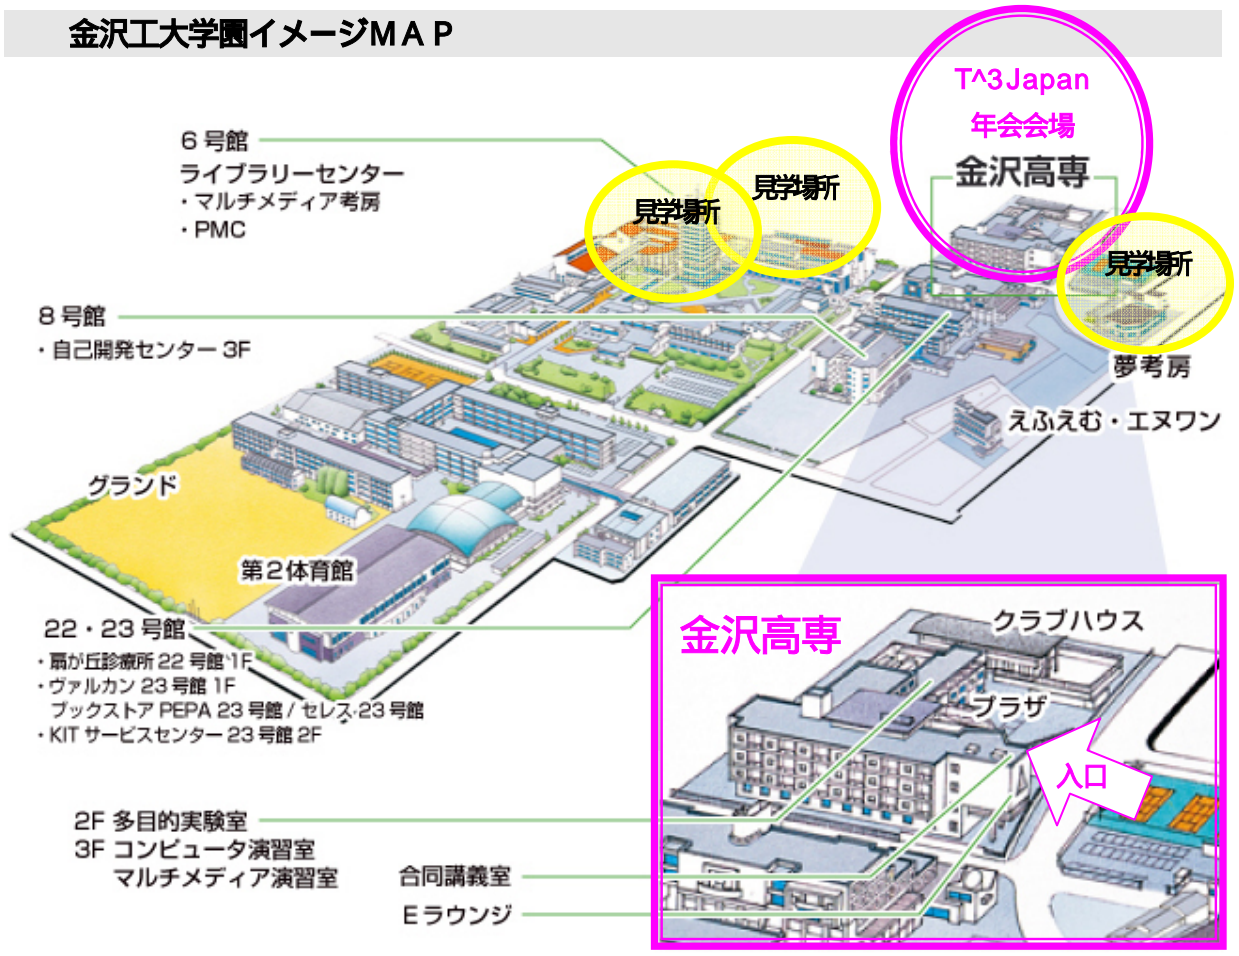 金沢工大学園イメージMAP
T^3Japan
年会会場
金沢高専
6号館
ライブラリーセンター
・マルチメディア考房
・PMC
見学場所
見学場所
見学場所
8号館
・自己開発センター 3F
夢考房
えふえむ・エヌワン
グランド
第2体育館
22・23号館
・扇が丘診療所 22号館 1F
・ヴァルカン 23号館 1F
ブックストア PEPA 23号館 / セレス 23号館
・KIT サービスセンター 23号館 2F
金沢高専
クラブハウス
プラザ
入口
2F 多目的実験室
3F コンピュータ演習室
マルチメディア演習室
合同講義室
Eラウンジ